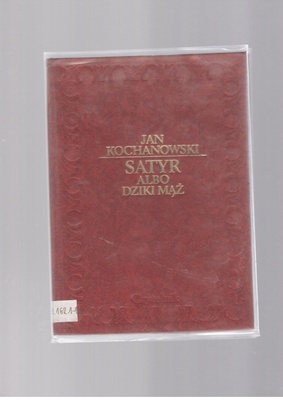 JAN
KOCHANOWSKI
SATYR
ALBO
DZIKI MĄŻ